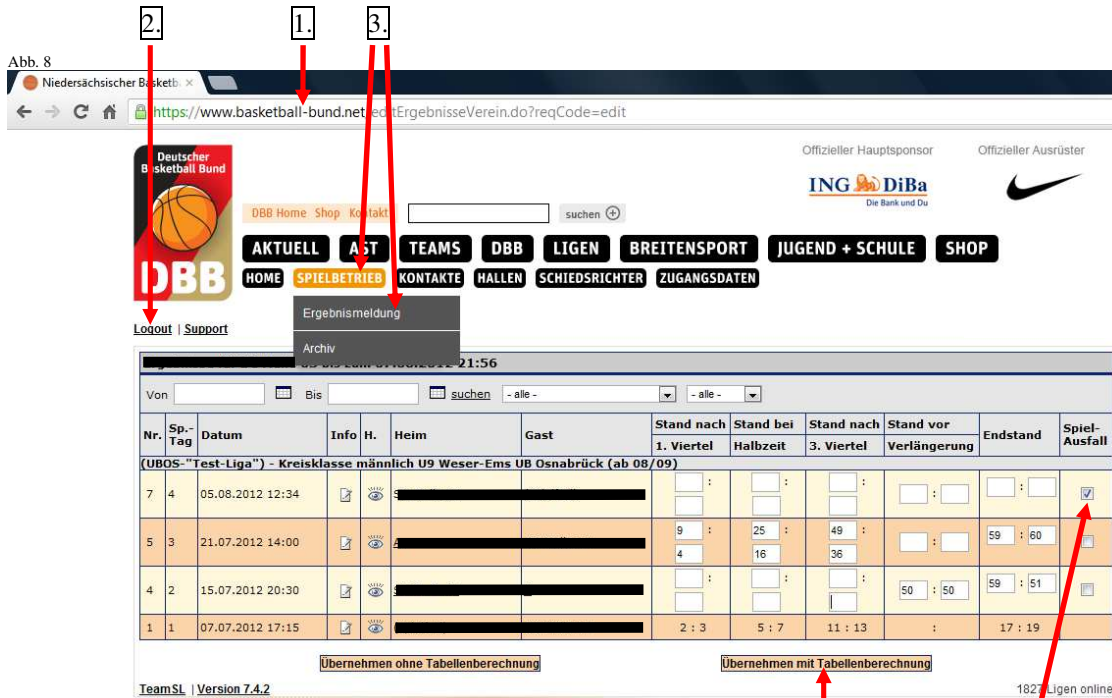 2. 1. 3.
Abb. 8
Niedersächsischer Basketb
https://www.basketball-bund.net/editErgebnisseVerein.do?reqCode=edit
Deutscher
Basketball Bund
DBB
Offizieller Hauptsponsor Offizieller Ausrüster
ING DiBa
Die Bank und Du
DBB Home Shop Kontakt suchen
AKTUELL AST TEAMS DBB LIGEN BREITENSPORT JUGEND + SCHULE SHOP
HOME SPIELBETRIEB KONTAKTE HALLEN SCHIEDSRICHTER ZUGANGSDATEN
Ergebnismeldung
Archiv
Logout | Support
21:56
Von Bis suchen - alle - - alle -
Nr. Sp.-Tag Datum Info H. Heim Gast Stand nach 1. Viertel Stand bei Halbzeit Stand nach 3. Viertel Stand vor Verlängerung Endstand Spiel-Ausfall
(UBOS-"Test-Liga") - Kreisklasse männlich U9 Weser-Ems UB Osnabrück (ab 08/09)
7 4 05.08.2012 12:34 : : : : :
5 3 21.07.2012 14:00 9 : 4 25 : 16 49 : 36 : 59 : 60
4 2 15.07.2012 20:30 : : : 50 : 50 59 : 51
1 1 07.07.2012 17:15 2 : 3 5 : 7 11 : 13 : 17 : 19
Übernehmen ohne Tabellenberechnung Übernehmen mit Tabellenberechnung
TeamSL | Version 7.4.2 1827 Ligen online